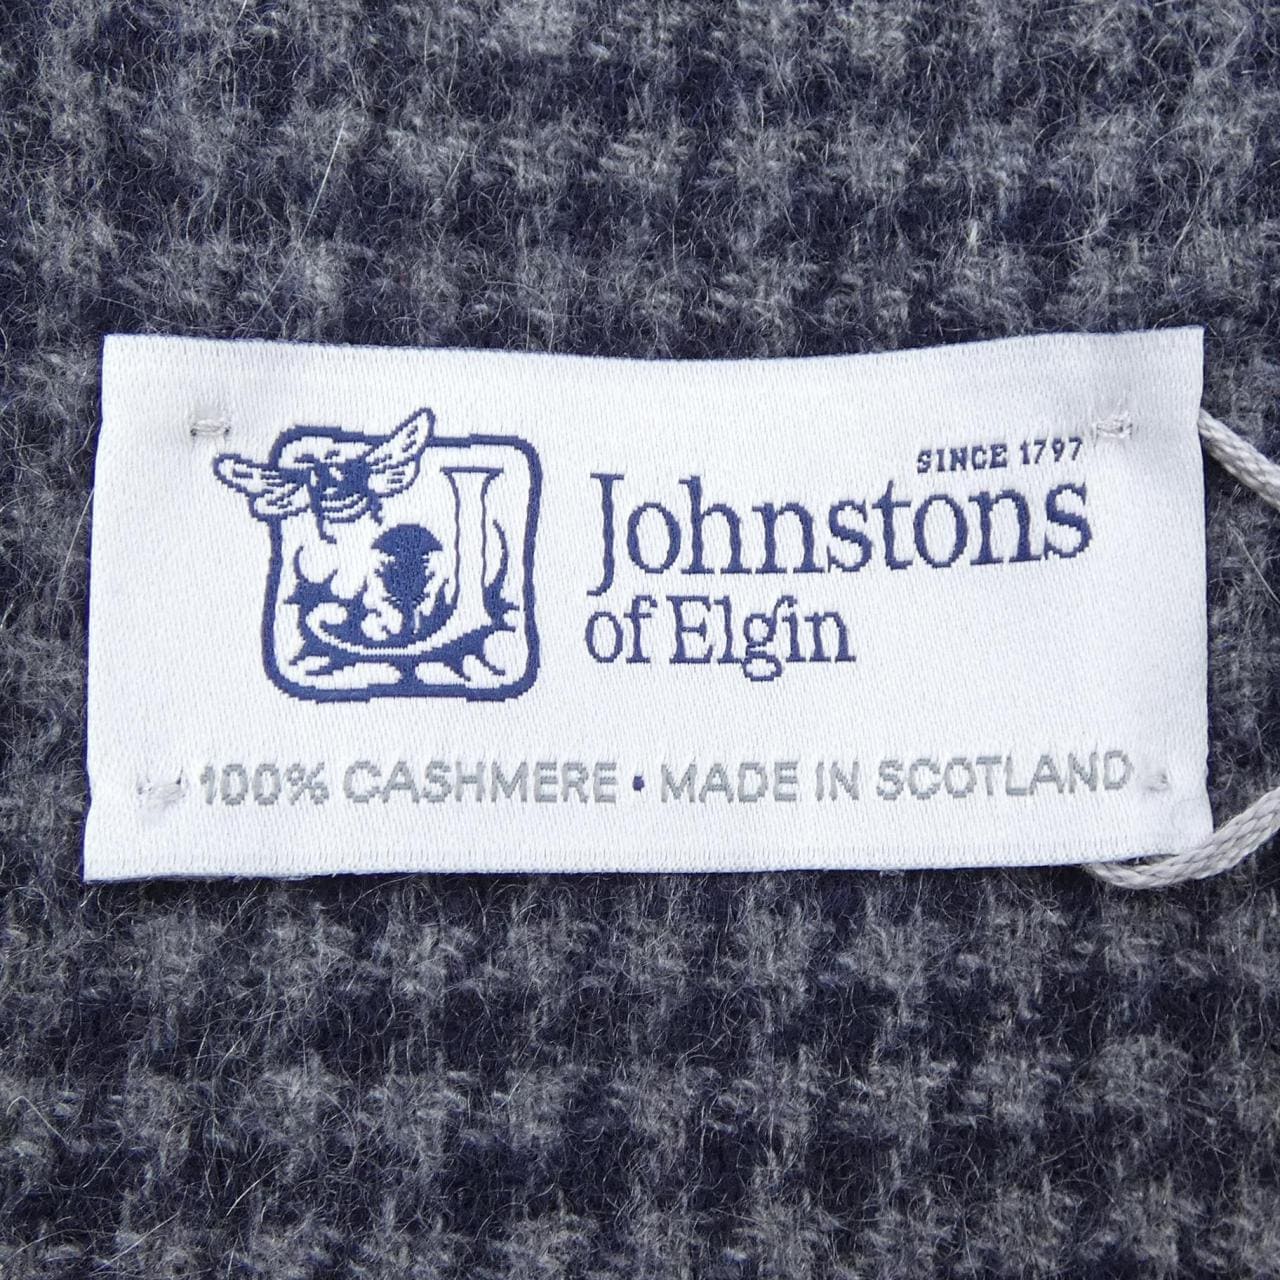 SINCE 1797
Johnstons
of Elgin
100% CASHMERE • MADE IN SCOTLAND